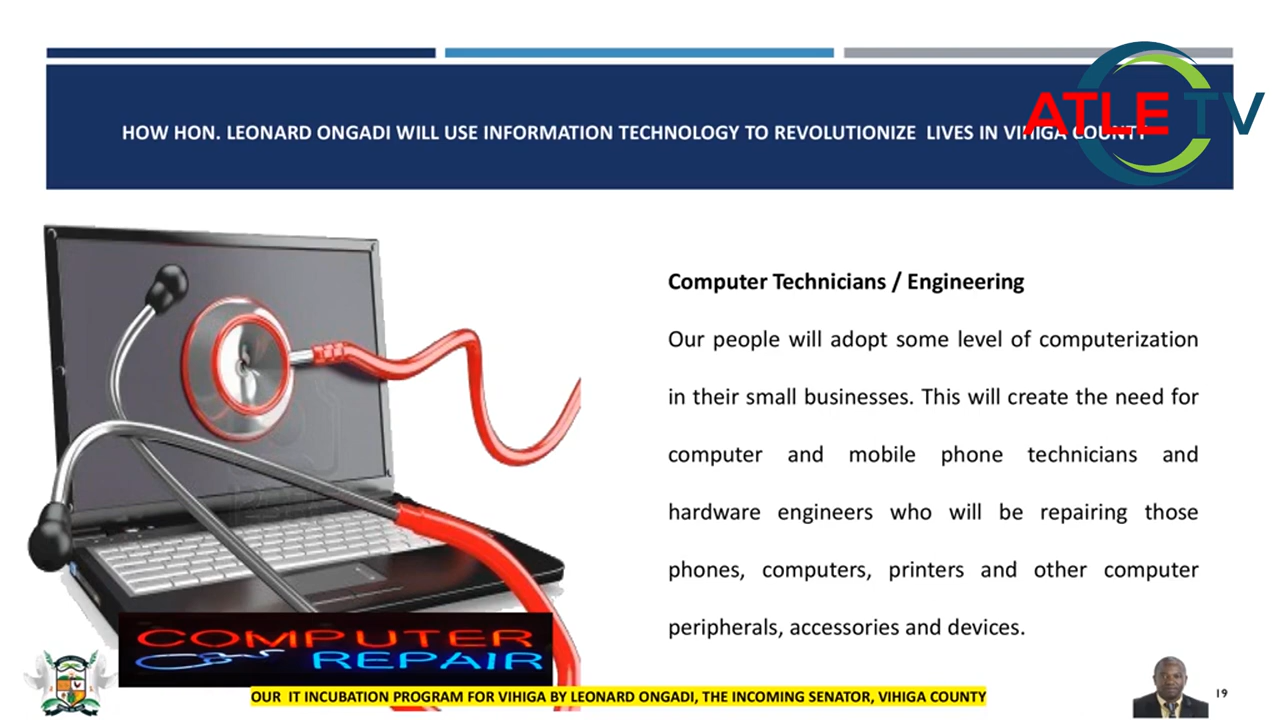 ATLE TV
HOW HON. LEONARD ONGADI WILL USE INFORMATION TECHNOLOGY TO REVOLUTIONIZE LIVES IN VIHIGA COUNTY
Computer Technicians / Engineering
Our people will adopt some level of computerization
in their small businesses. This will create the need for
computer and mobile phone technicians and
hardware engineers who will be repairing those
phones, computers, printers and other computer
peripherals, accessories and devices.
COMPUTER
REPAIR
OUR IT INCUBATION PROGRAM FOR VIHIGA BY LEONARD ONGADI, THE INCOMING SENATOR, VIHIGA COUNTY
19